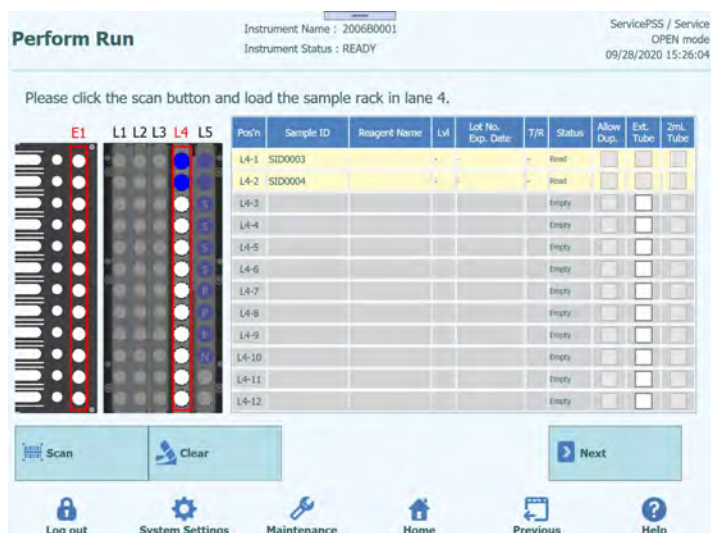 Perform Run
Instrument Name : 2006B0001
Instrument Status : READY
ServicePSS / Service
OPEN mode
09/28/2020 15:26:04
Please click the scan button and load the sample rack in lane 4.
E1 L1 L2 L3 L4 L5
Pos'n Sample ID Reagent Name Lvl Lot No. Exp. Date T/R Status Allow Dup. Ext. Tube 2mL Tube
L4-1 SID0003 - - - Read
L4-2 SID0004 - - - Read
L4-3 Empty
L4-4 Empty
L4-5 Empty
L4-6 Empty
L4-7 Empty
L4-8 Empty
L4-9 Empty
L4-10 Empty
L4-11 Empty
L4-12 Empty
S
S
S
S
P
P
P
N
Scan
Clear
Next
Log out
System Settings
Maintenance
Home
Previous
Help